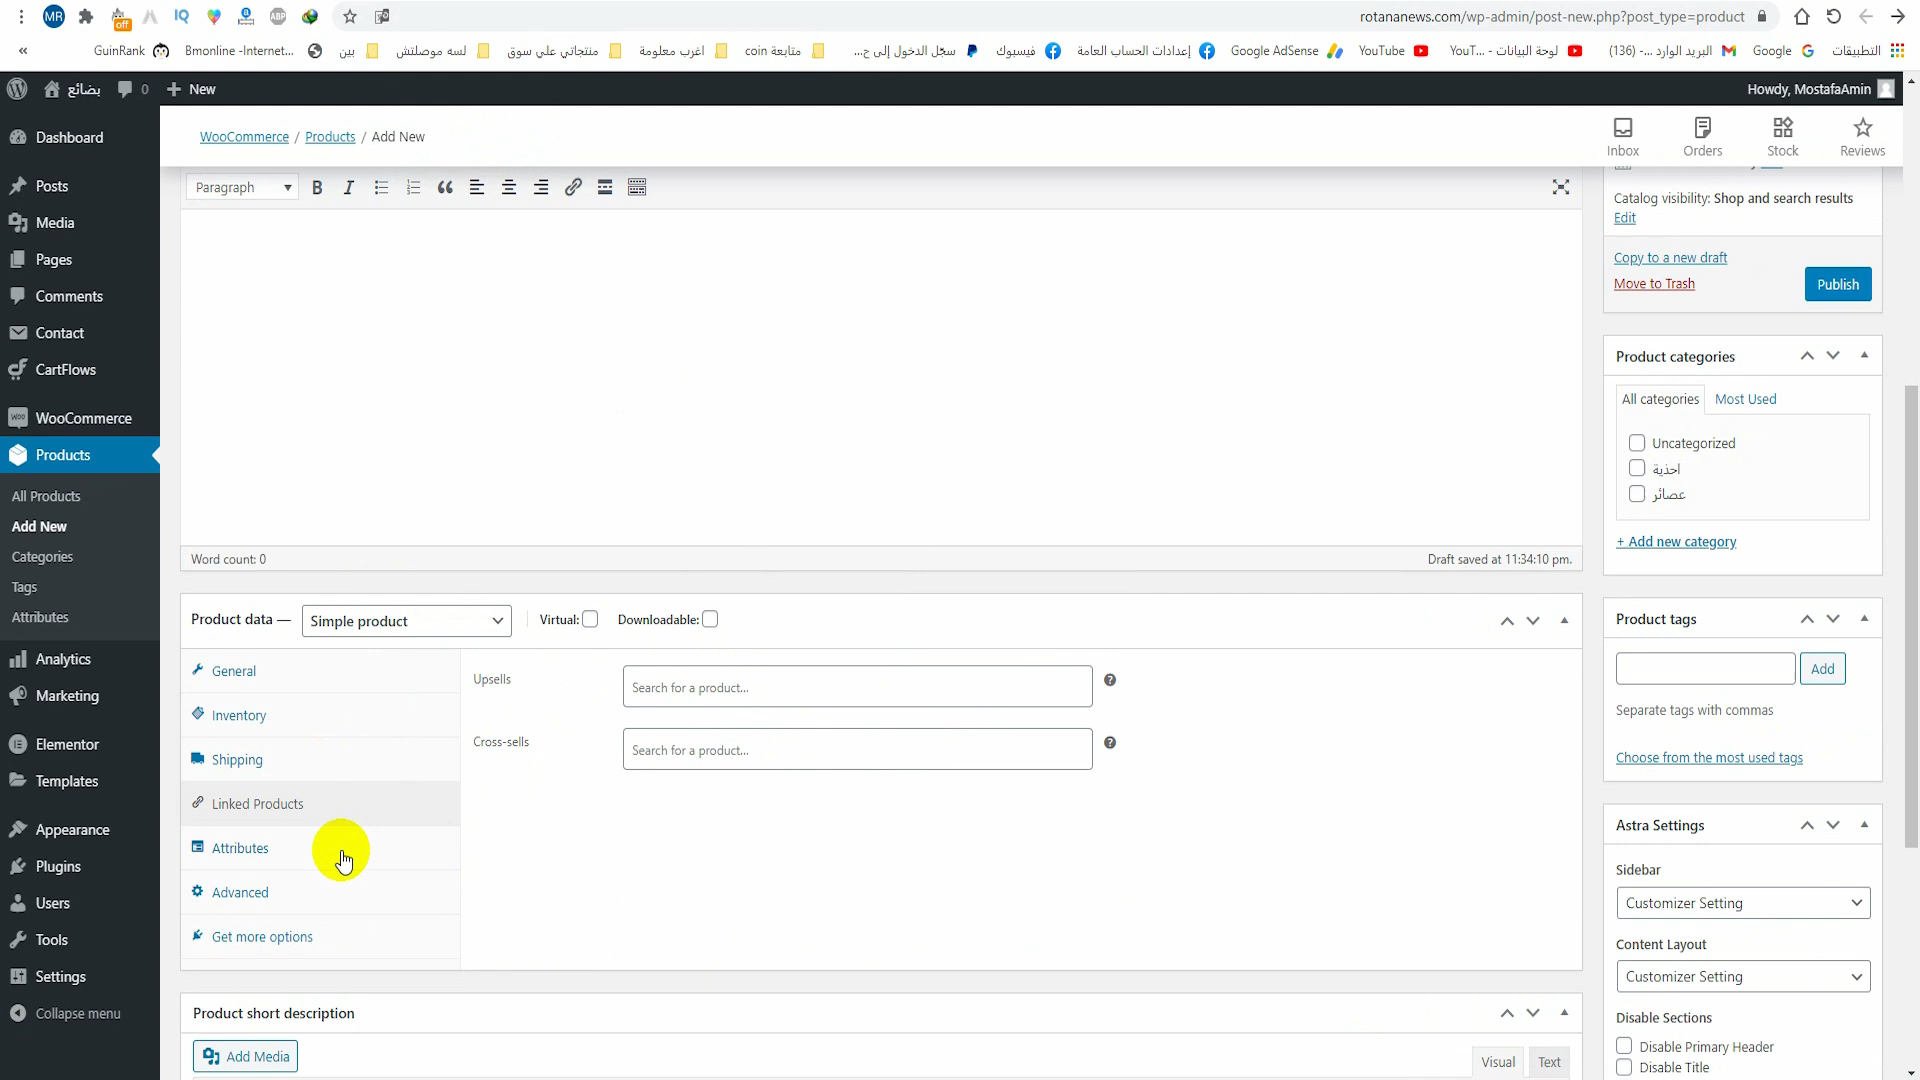 rotananews.com/wp-admin/post-new.php?post_type=product
GuinRank
Bmonline -Internet...
بين
لسه موصلتش
منتجاتي على سوق
اغرب معلومة
متابعة coin
سجّل الدخول إلى ح...
فيسبوك
إعدادات الحساب العامة
Google AdSense
YouTube
لوحة البيانات - YouT...
البريد الوارد ...- (136)
Google
التطبيقات
بضائع
0
New
Howdy, MostafaAmin
WooCommerce / Products / Add New
Inbox
Orders
Stock
Reviews
Dashboard
Posts
Media
Pages
Comments
Contact
CartFlows
WooCommerce
Products
All Products
Add New
Categories
Tags
Attributes
Analytics
Marketing
Elementor
Templates
Appearance
Plugins
Users
Tools
Settings
Collapse menu
Paragraph
Word count: 0
Draft saved at 11:34:10 pm.
Product data — Simple product
Virtual:
Downloadable:
General
Inventory
Shipping
Linked Products
Attributes
Advanced
Get more options
Upsells
Search for a product...
Cross-sells
Search for a product...
Product short description
Add Media
Visual
Text
Catalog visibility: Shop and search results
Edit
Copy to a new draft
Move to Trash
Publish
Product categories
All categories
Most Used
Uncategorized
احذية
عصائر
+ Add new category
Product tags
Add
Separate tags with commas
Choose from the most used tags
Astra Settings
Sidebar
Customizer Setting
Content Layout
Customizer Setting
Disable Sections
Disable Primary Header
Disable Title